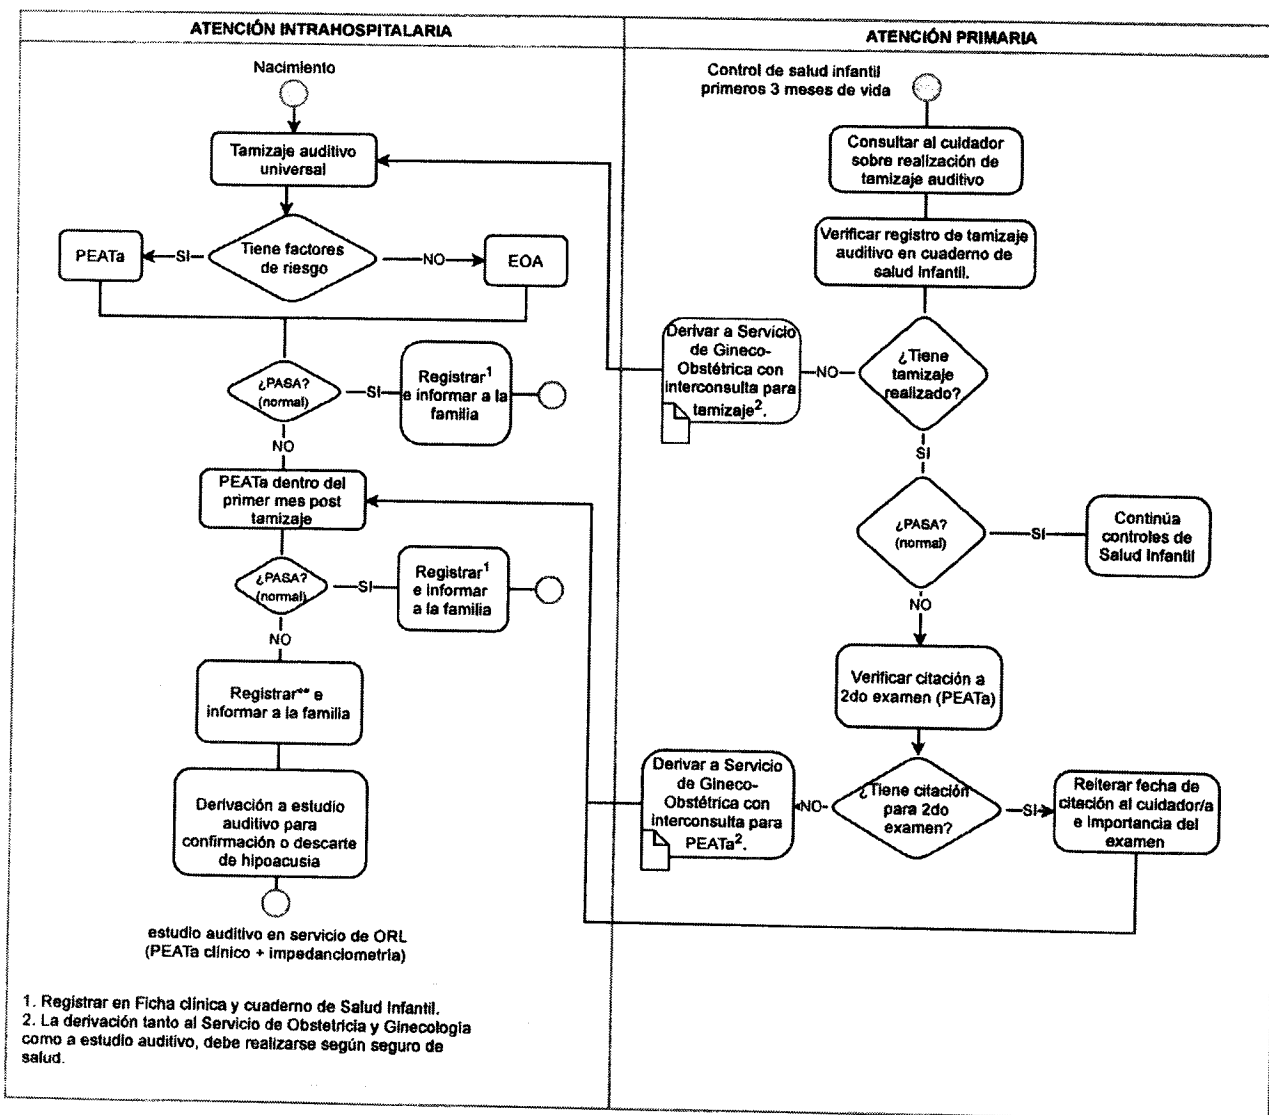 ATENCIÓN INTRAHOSPITALARIA
Nacimiento
Tamizaje auditivo
universal
Tiene factores
de riesgo
SI
PEATa
NO
EOA
¿PASA?
(normal)
SI
Registrar1
e informar a la
familia
NO
PEATa dentro del
primer mes post
tamizaje
¿PASA?
(normal)
SI
Registrar1
e informar
a la familia
NO
Registrar** e
informar a la familia
Derivación a estudio
auditivo para
confirmación o descarte
de hipoacusia
estudio auditivo en servicio de ORL
(PEATa clínico + impedanciometría)
1. Registrar en Ficha clínica y cuaderno de Salud Infantil.
2. La derivación tanto al Servicio de Obstetricia y Ginecología
como a estudio auditivo, debe realizarse según seguro de
salud.
ATENCIÓN PRIMARIA
Control de salud infantil
primeros 3 meses de vida
Consultar al cuidador
sobre realización de
tamizaje auditivo
Verificar registro de tamizaje
auditivo en cuaderno de
salud infantil.
¿Tiene
tamizaje
realizado?
NO
Derivar a Servicio
de Gineco-
Obstétrica con
interconsulta para
tamizaje2.
SI
¿PASA?
(normal)
SI
Continúa
controles de
Salud Infantil
NO
Verificar citación a
2do examen (PEATa)
¿Tiene citación
para 2do
examen?
NO
Derivar a Servicio
de Gineco-
Obstétrica con
interconsulta para
PEATa2.
SI
Reiterar fecha de
citación al cuidador/a
e importancia del
examen